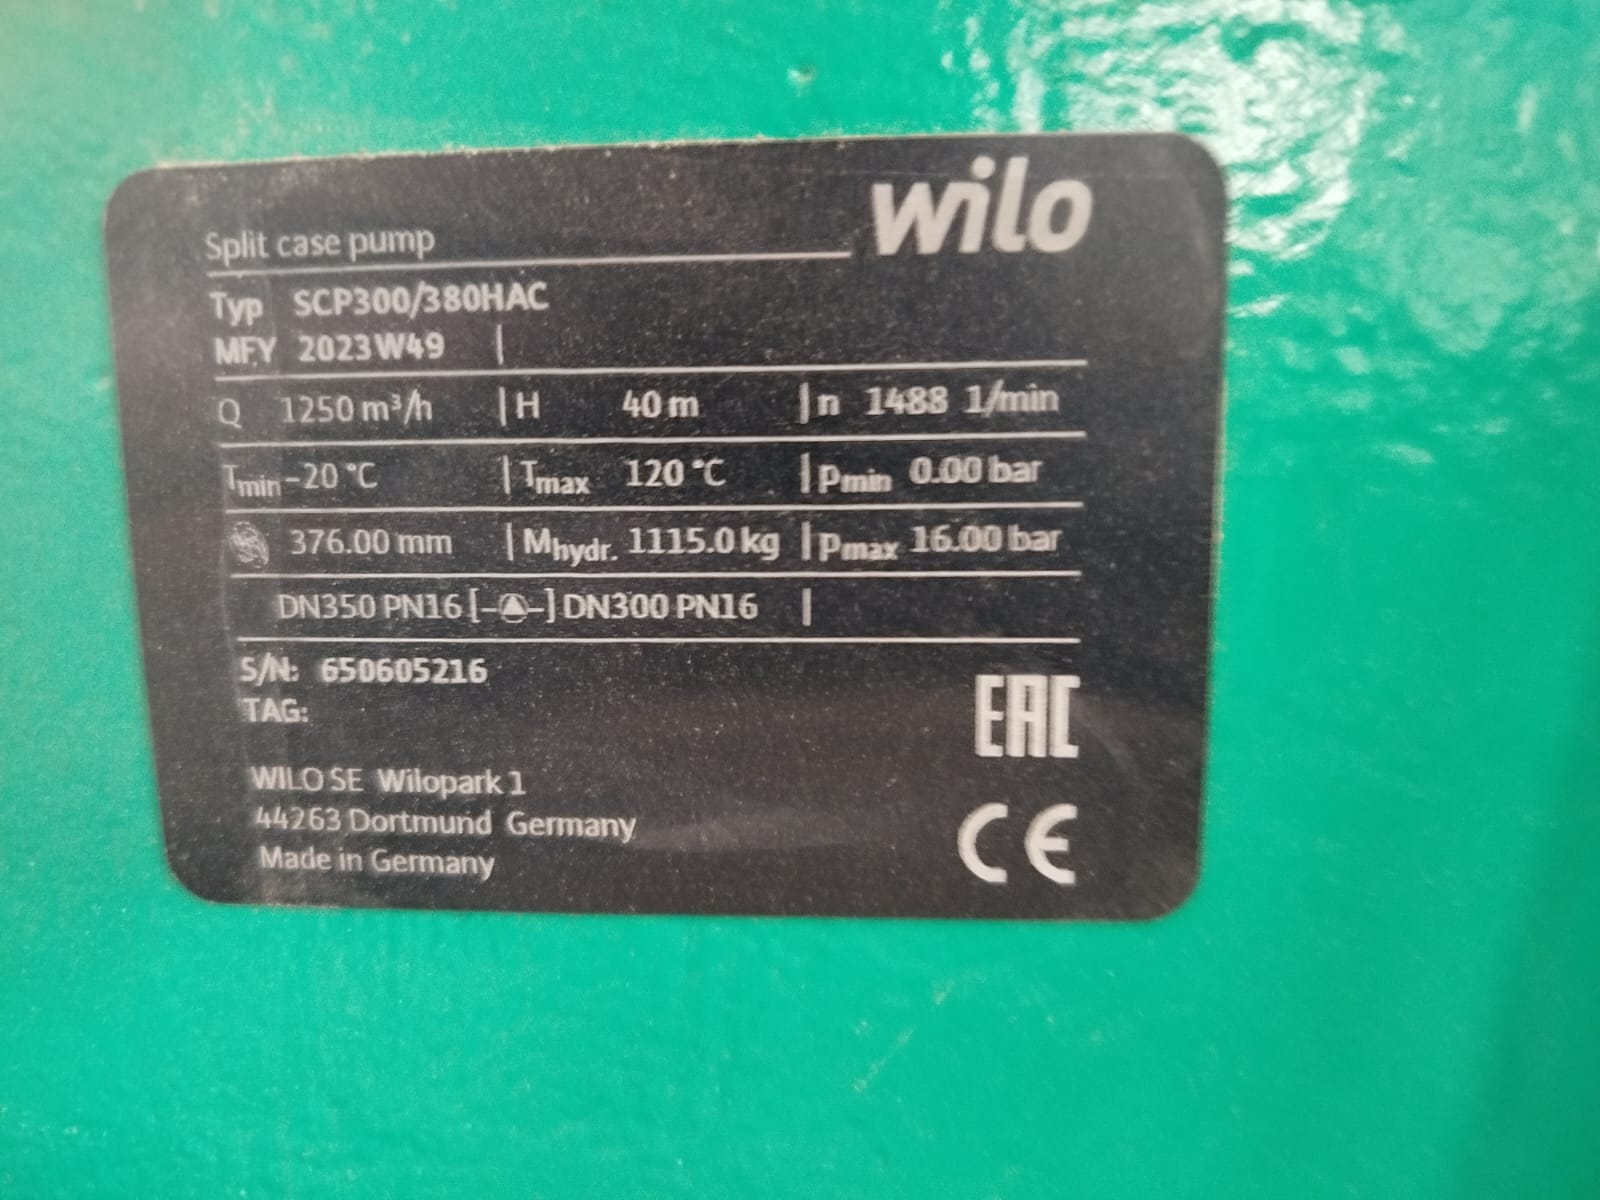 wilo
Split case pump
Typ SCP300/380HAC
MFY 2023W49
Q 1250 m³/h H 40 m n 1488 1/min
Tmin -20 °C Tmax 120 °C pmin 0.00 bar
376.00 mm Mhydr. 1115.0 kg pmax 16.00 bar
DN350 PN16 [-▲-] DN300 PN16
S/N: 650605216
TAG:
EAC
WILO SE Wilopark 1
44263 Dortmund Germany
Made in Germany
CE